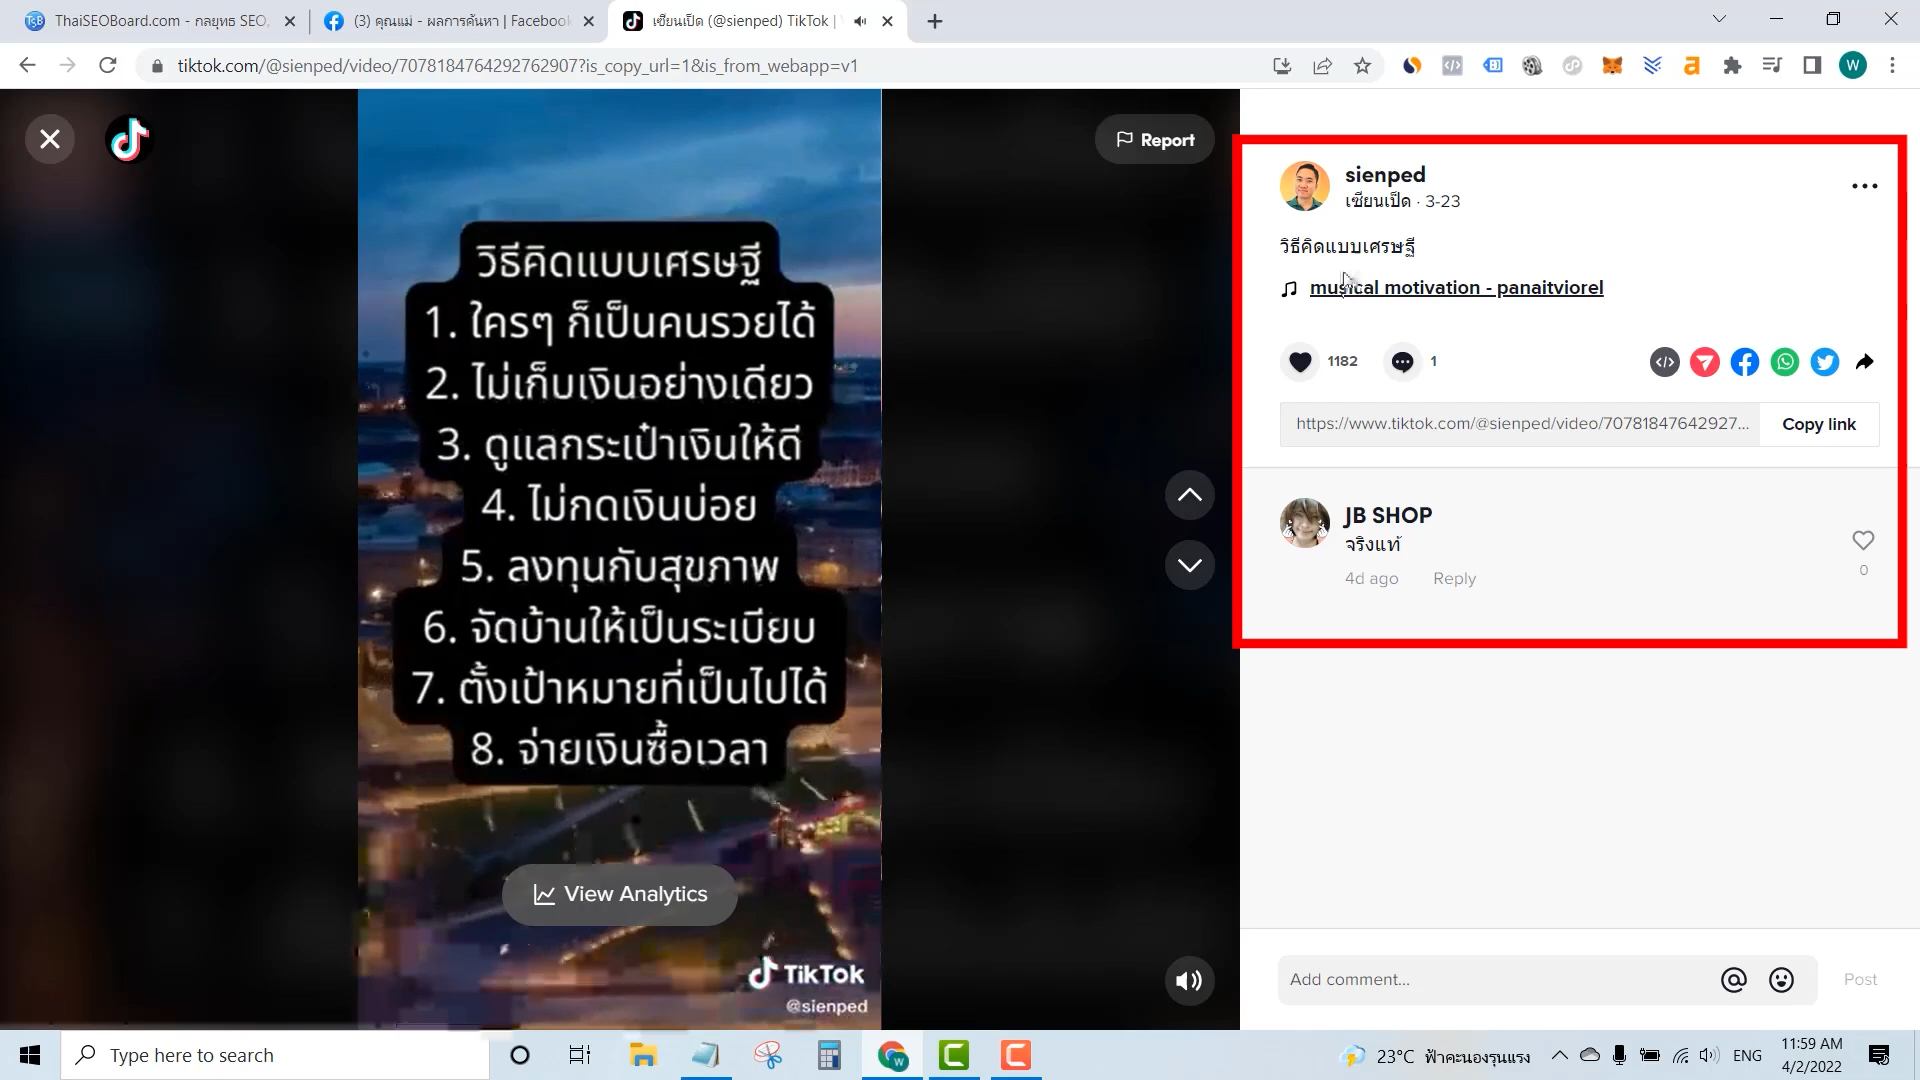 ThaiSEOBoard.com - กลยุทธ SEO,
(3) คุณแม่ - ผลการค้นหา | Facebook
เซียนเป็ด (@sienped) TikTok |
tiktok.com/@sienped/video/7078184764292762907?is_copy_url=1&is_from_webapp=v1
W
Report
วิธีคิดแบบเศรษฐี
1. ใครๆ ก็เป็นคนรวยได้
2. ไม่เก็บเงินอย่างเดียว
3. ดูแลกระเป๋าเงินให้ดี
4. ไม่กดเงินบ่อย
5. ลงทุนกับสุขภาพ
6. จัดบ้านให้เป็นระเบียบ
7. ตั้งเป้าหมายที่เป็นไปได้
8. จ่ายเงินซื้อเวลา
View Analytics
TikTok
@sienped
sienped
เซียนเป็ด · 3-23
วิธีคิดแบบเศรษฐี
musical motivation - panaitviorel
1182
1
https://www.tiktok.com/@sienped/video/70781847642927...
Copy link
JB SHOP
จริงแท้
4d ago
Reply
0
Add comment...
Post
Type here to search
23°C ฟ้าคะนองรุนแรง
ENG
11:59 AM
4/2/2022